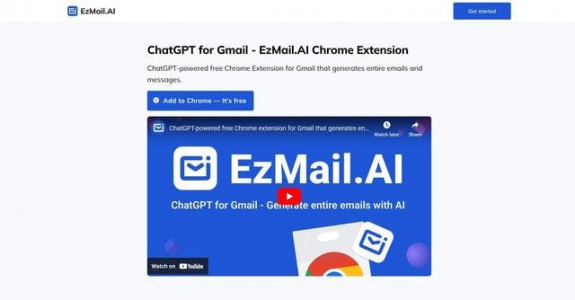 EzMail.AI
Get started
ChatGPT for Gmail - EzMail.AI Chrome Extension
ChatGPT-powered free Chrome Extension for Gmail that generates entire emails and
messages.
Add to Chrome — It's free
ChatGPT-powered free Chrome extension for Gmail that generates en...
Watch later
Share
EzMail.AI
ChatGPT for Gmail - Generate entire emails with AI
Watch on YouTube